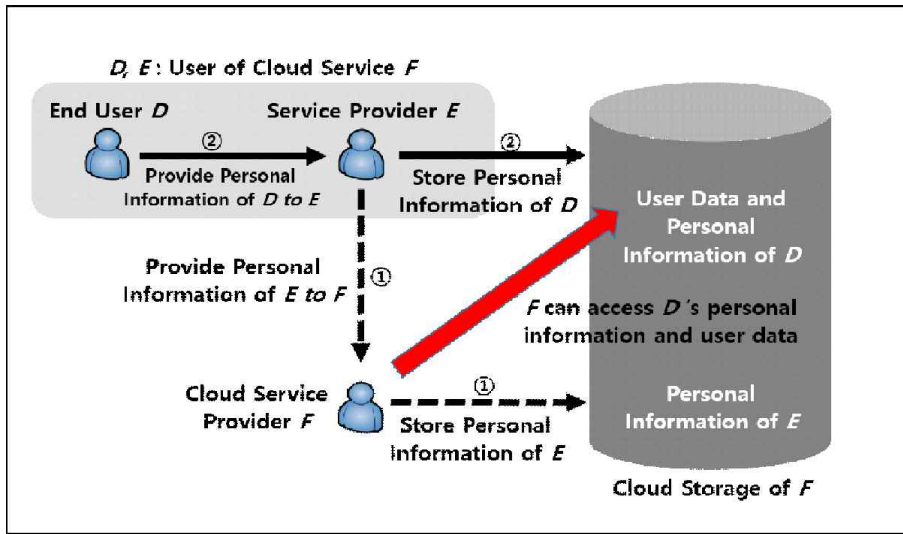 D, E : User of Cloud Service F
End User D
Service Provider E
②
②
Provide Personal
Information of D to E
Store Personal
Information of D
User Data and
Personal
Information of D
Provide Personal
Information of E to F
①
F can access D 's personal
information and user data
Cloud Service
Provider F
①
Store Personal
Information of E
Personal
Information of E
Cloud Storage of F